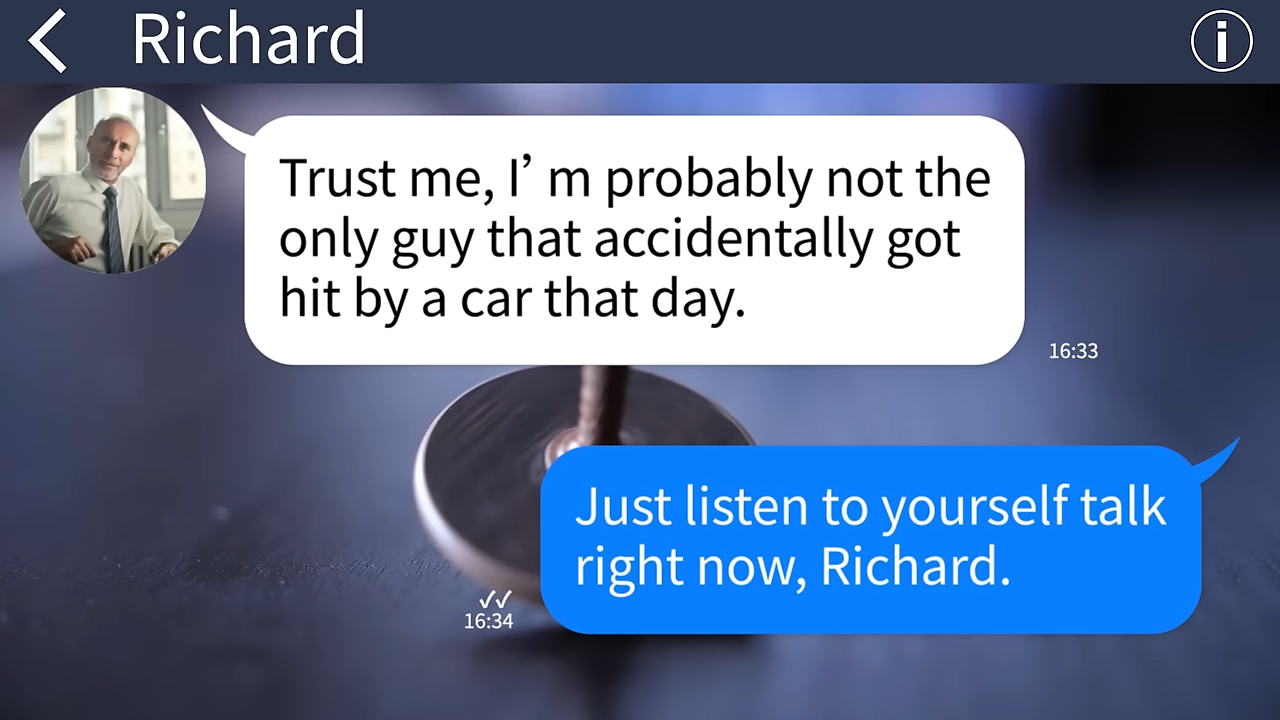 Richard
Trust me, I’ m probably not the
only guy that accidentally got
hit by a car that day.
16:33
Just listen to yourself talk
right now, Richard.
16:34